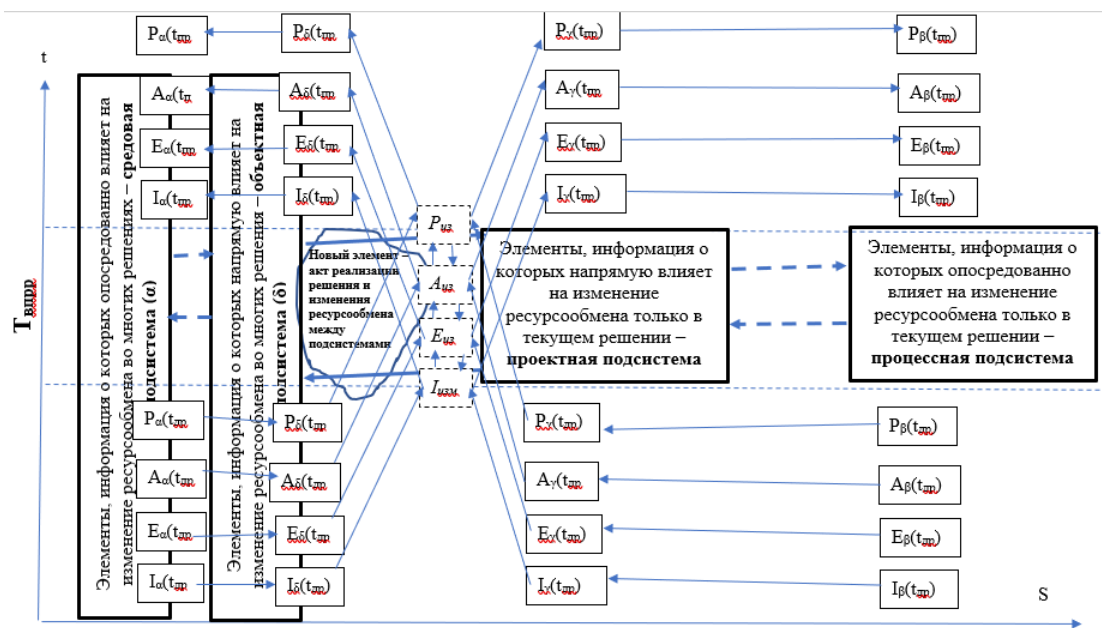 Pα(tпр
Pδ(tпр
Pγ(tпр)
Pβ(tпр)
t
Aα(tп
Aδ(tпр
Aγ(tпр
Aβ(tпр
Eα(tпр
Eδ(tпр
Eγ(tпр)
Eβ(tпр)
Iα(tпр
Iδ(tпр)
Iγ(tпр)
Iβ(tпр)
Tвпрр
Элементы, информация о которых опосредованно влияет на
изменение ресурсообмена во многих решениях – средовая
подсистема (α)
Элементы, информация о которых напрямую влияет на
изменение ресурсообмена во многих решения – объектная
подсистема (δ)
Новый элемент –
акт реализации
решения и
изменения
ресурсообмена
между
подсистемами
Pиз
Aиз
Eиз
Iизм
Элементы, информация о
которых напрямую влияет
на изменение
ресурсообмена только в
текущем решении –
проектная подсистема
Элементы, информация о
которых опосредованно
влияет на изменение
ресурсообмена только в
текущем решении –
процессная подсистема
Pα(tпр
Pδ(tпр
Pγ(tпр)
Pβ(tпр)
Aα(tпр
Aδ(tпр
Aγ(tпр
Aβ(tпр
Eα(tпр
Eδ(tпр
Eγ(tпр
Eβ(tпр)
Iα(tпр
Iδ(tпр)
Iγ(tпр)
Iβ(tпр)
S